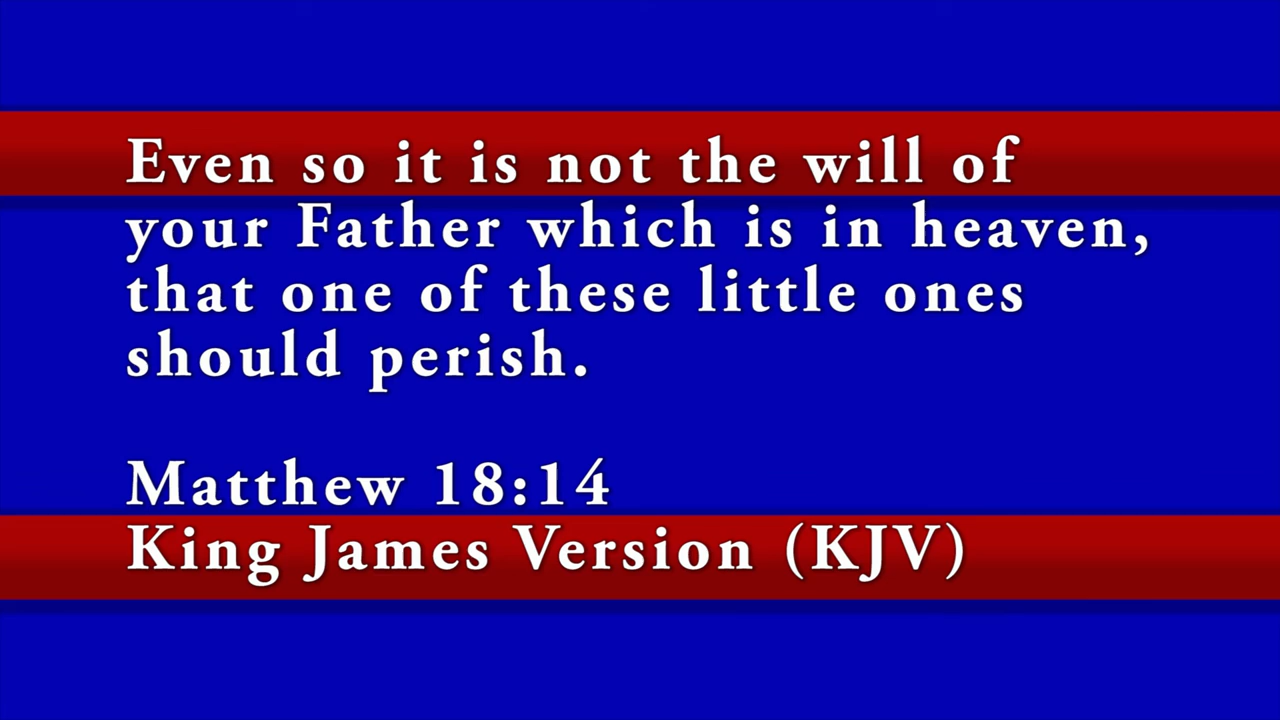 Even so it is not the will of
your Father which is in heaven,
that one of these little ones
should perish.
Matthew 18:14
King James Version (KJV)